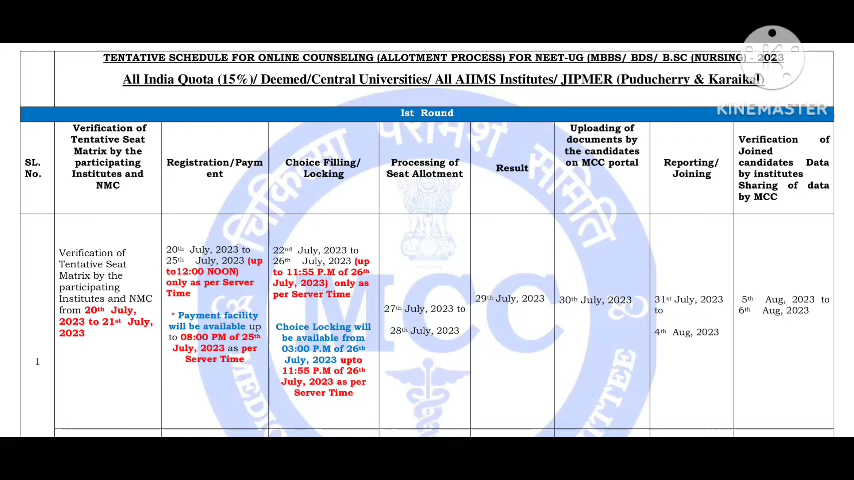 TENTATIVE SCHEDULE FOR ONLINE COUNSELING (ALLOTMENT PROCESS) FOR NEET-UG (MBBS/ BDS/ B.SC (NURSING) - 2023
All India Quota (15%)/ Deemed/Central Universities/ All AIIMS Institutes/ JIPMER (Puducherry & Karaikal)
KINEMASTER
Ist Round
SL.
No.
Verification of
Tentative Seat
Matrix by the
participating
Institutes and
NMC
Registration/Paym
ent
Choice Filling/
Locking
Processing of
Seat Allotment
Result
Uploading of
documents by
the candidates
on MCC portal
Reporting/
Joining
Verification of
Joined
candidates Data
by institutes
Sharing of data
by MCC
1
Verification of
Tentative Seat
Matrix by the
participating
Institutes and NMC
from 20th July,
2023 to 21st July,
2023
20th July, 2023 to
25th July, 2023 (up
to12:00 NOON)
only as per Server
Time
* Payment facility
will be available up
to 08:00 PM of 25th
July, 2023 as per
Server Time
22nd July, 2023 to
26th July, 2023 (up
to 11:55 P.M of 26th
July, 2023) only as
per Server Time
Choice Locking will
be available from
03:00 P.M of 26th
July, 2023 upto
11:55 P.M of 26th
July, 2023 as per
Server Time
27th July, 2023 to
28th July, 2023
29th July, 2023
30th July, 2023
31st July, 2023
to
4th Aug, 2023
5th Aug, 2023 to
6th Aug, 2023
चिकित्सा परामर्श समिति
MCC
MEDIC
MITTEE